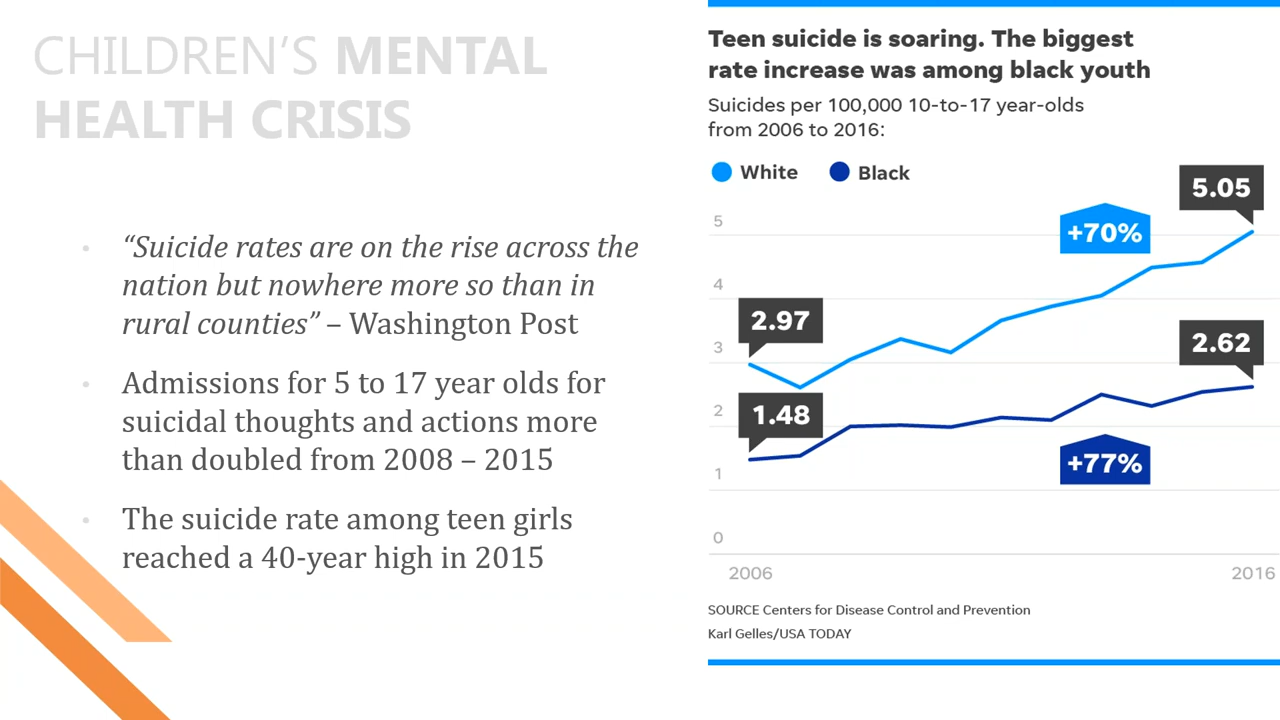 CHILDREN’S MENTAL
HEALTH CRISIS
“Suicide rates are on the rise across the
nation but nowhere more so than in
rural counties” – Washington Post
Admissions for 5 to 17 year olds for
suicidal thoughts and actions more
than doubled from 2008 – 2015
The suicide rate among teen girls
reached a 40-year high in 2015
Teen suicide is soaring. The biggest
rate increase was among black youth
Suicides per 100,000 10-to-17 year-olds
from 2006 to 2016:
White
Black
5.05
5
+70%
4
2.97
3
2.62
2
1.48
+77%
1
0
2006
2016
SOURCE Centers for Disease Control and Prevention
Karl Gelles/USA TODAY